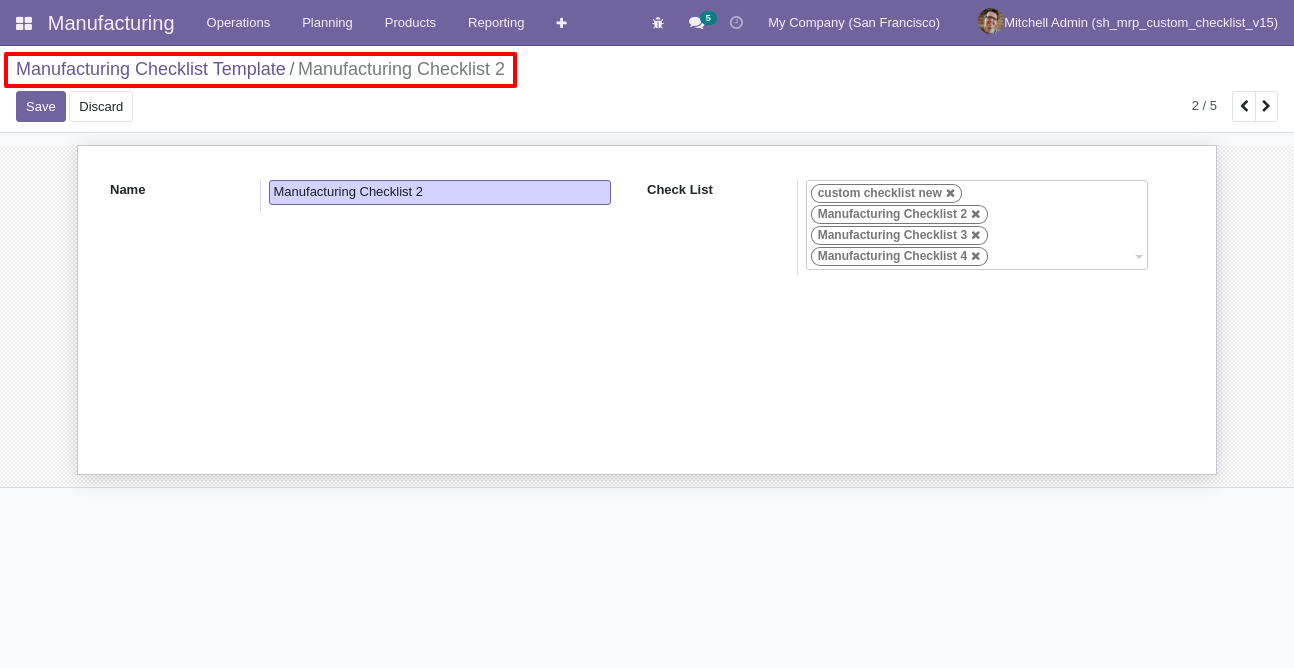 Manufacturing Operations Planning Products Reporting 5 My Company (San Francisco) Mitchell Admin (sh_mrp_custom_checklist_v15)
Manufacturing Checklist Template / Manufacturing Checklist 2
Save Discard 2 / 5
Name Manufacturing Checklist 2 Check List custom checklist new
Manufacturing Checklist 2
Manufacturing Checklist 3
Manufacturing Checklist 4